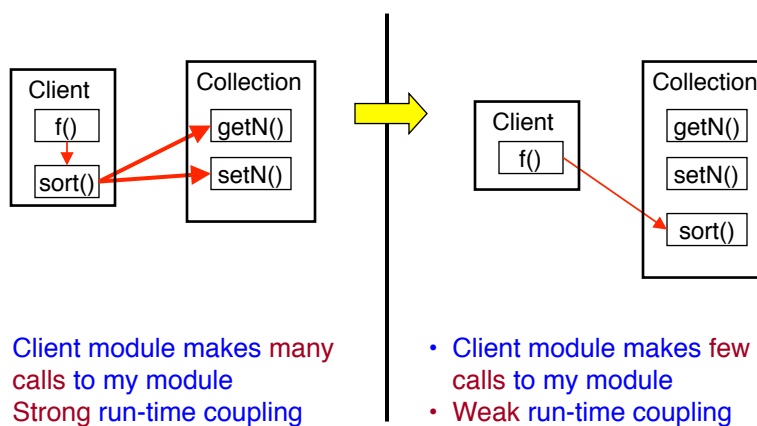 Client
f()
sort()
Collection
getN()
setN()
Client module makes many
calls to my module
Strong run-time coupling
Client
f()
Collection
getN()
setN()
sort()
• Client module makes few
calls to my module
• Weak run-time coupling